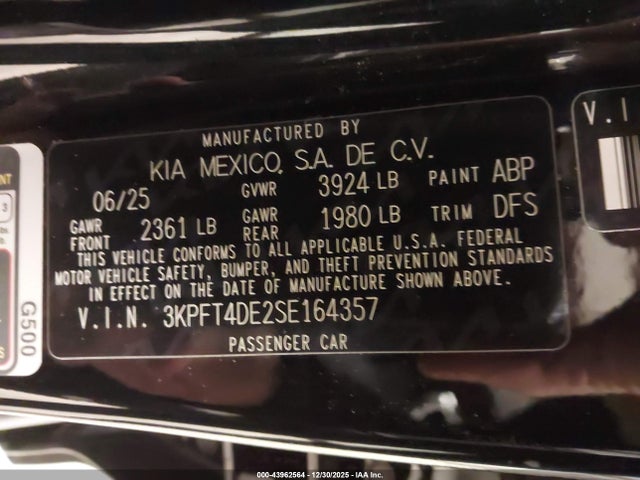 MANUFACTURED BY
KIA MEXICO, S.A. DE C.V.
06/25 GVWR 3924 LB PAINT ABP
GAWR FRONT 2361 LB GAWR REAR 1980 LB TRIM DFS
THIS VEHICLE CONFORMS TO ALL APPLICABLE U.S.A. FEDERAL
MOTOR VEHICLE SAFETY, BUMPER, AND THEFT PREVENTION STANDARDS
IN EFFECT ON THE DATE OF MANUFACTURE SHOWN ABOVE.
V.I.N. 3KPFT4DE2SE164357
PASSENGER CAR
G500
V.I
000-43962564 - 12/30/2025 - IAA Inc.